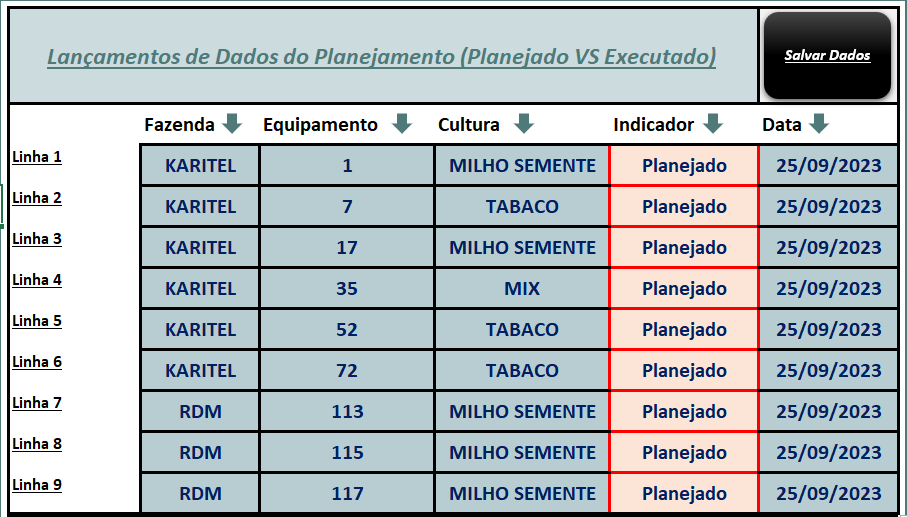 Lançamentos de Dados do Planejamento (Planejado VS Executado)
Salvar Dados
Fazenda Equipamento Cultura Indicador Data
Linha 1 KARITEL 1 MILHO SEMENTE Planejado 25/09/2023
Linha 2 KARITEL 7 TABACO Planejado 25/09/2023
Linha 3 KARITEL 17 MILHO SEMENTE Planejado 25/09/2023
Linha 4 KARITEL 35 MIX Planejado 25/09/2023
Linha 5 KARITEL 52 TABACO Planejado 25/09/2023
Linha 6 KARITEL 72 TABACO Planejado 25/09/2023
Linha 7 RDM 113 MILHO SEMENTE Planejado 25/09/2023
Linha 8 RDM 115 MILHO SEMENTE Planejado 25/09/2023
Linha 9 RDM 117 MILHO SEMENTE Planejado 25/09/2023